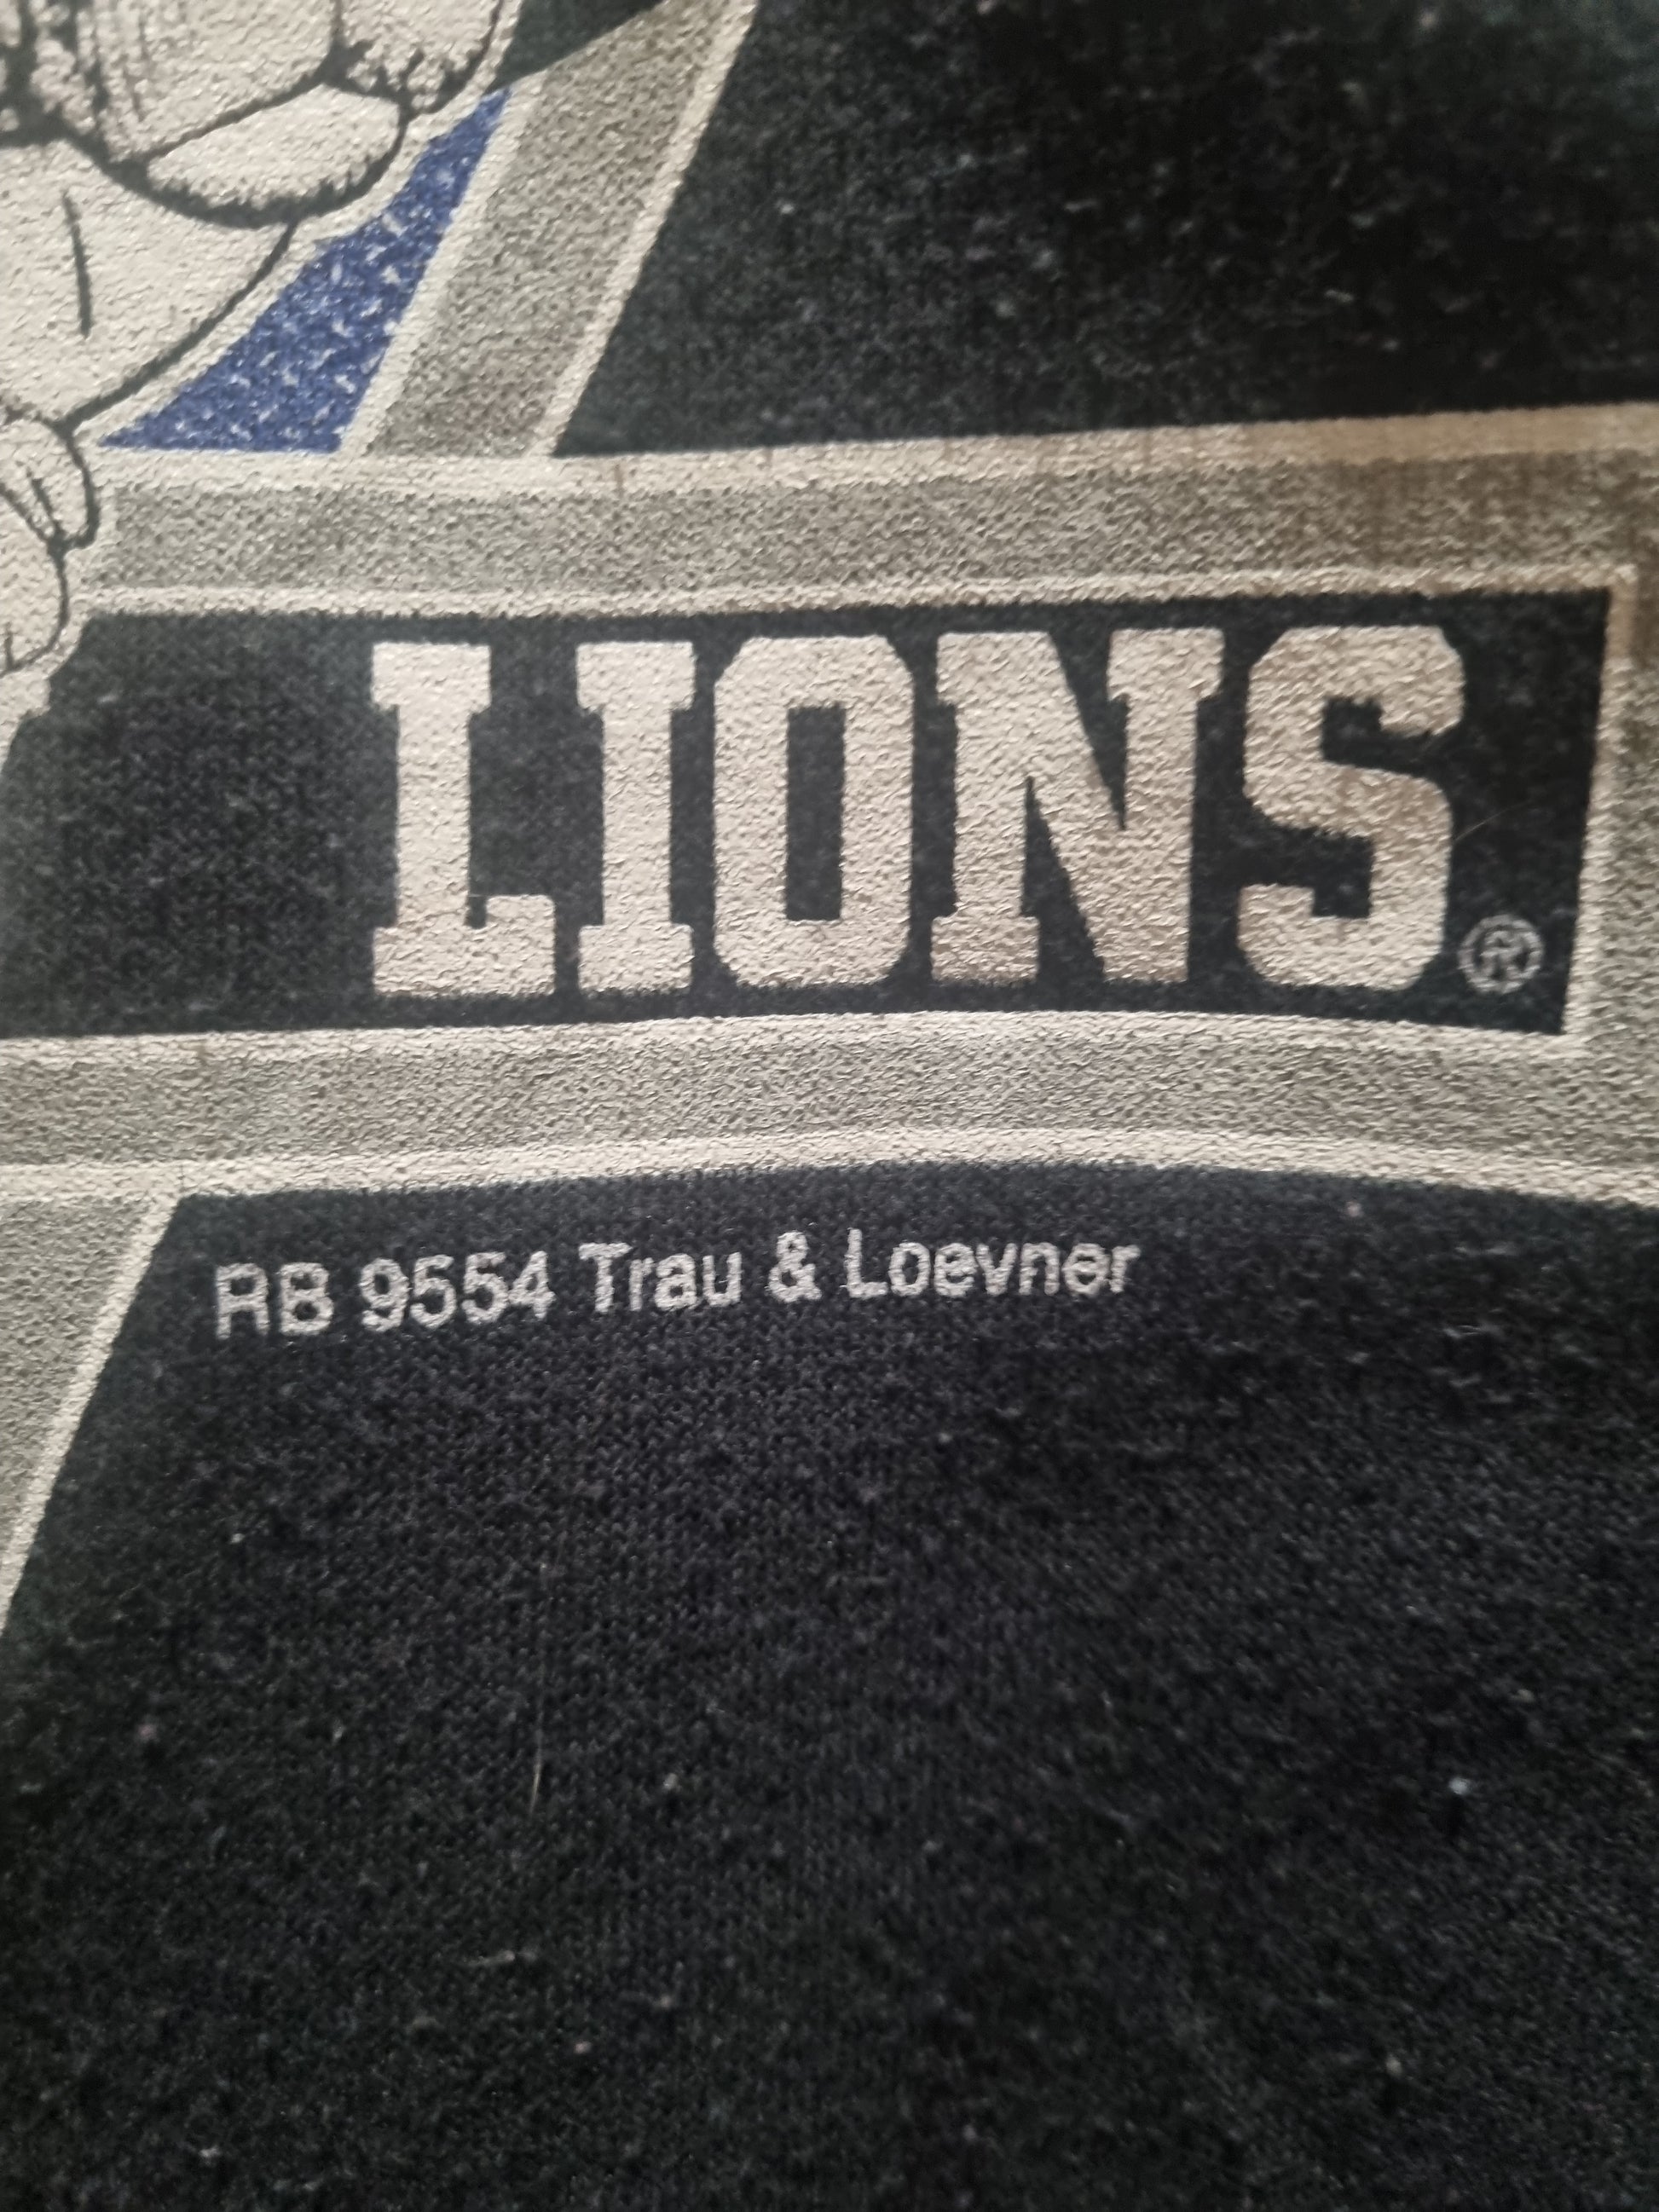 LIONS®
RB 9554 Trau & Loevner